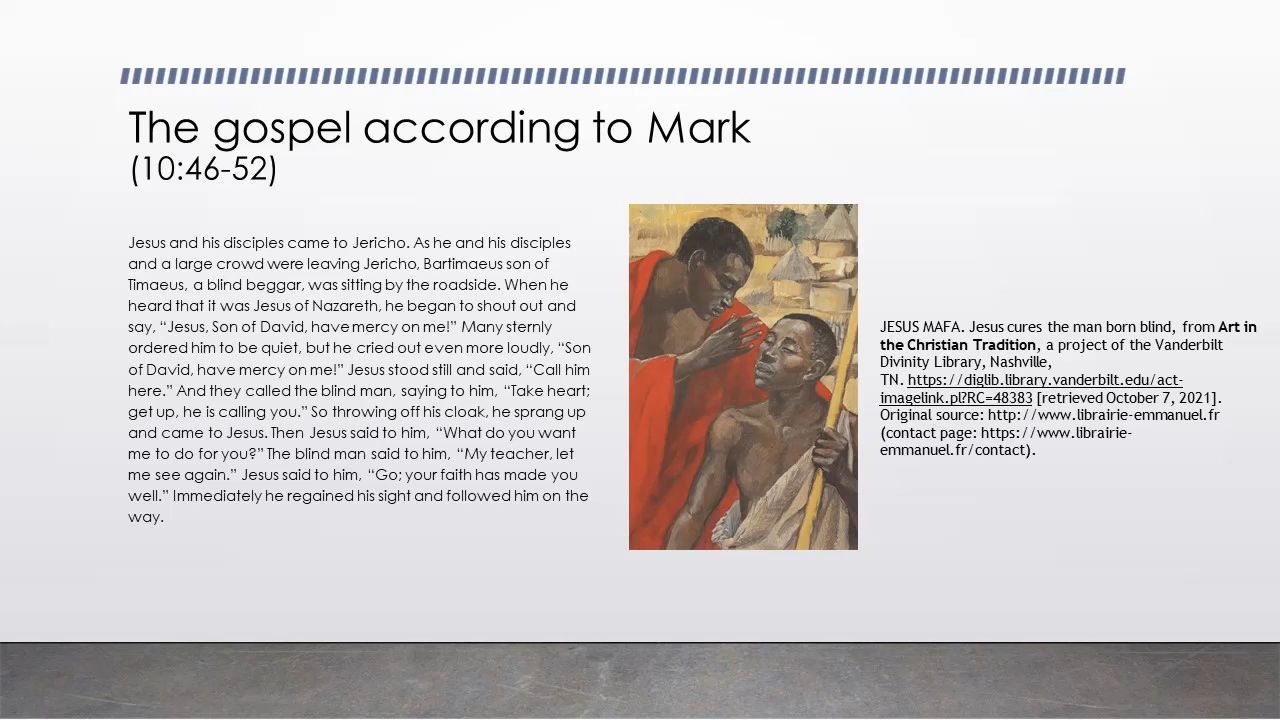 The gospel according to Mark
(10:46-52)
Jesus and his disciples came to Jericho. As he and his disciples
and a large crowd were leaving Jericho, Bartimaeus son of
Timaeus, a blind beggar, was sitting by the roadside. When he
heard that it was Jesus of Nazareth, he began to shout out and
say, “Jesus, Son of David, have mercy on me!” Many sternly
ordered him to be quiet, but he cried out even more loudly, “Son
of David, have mercy on me!” Jesus stood still and said, “Call him
here.” And they called the blind man, saying to him, “Take heart;
get up, he is calling you.” So throwing off his cloak, he sprang up
and came to Jesus. Then Jesus said to him, “What do you want
me to do for you?” The blind man said to him, “My teacher, let
me see again.” Jesus said to him, “Go; your faith has made you
well.” Immediately he regained his sight and followed him on the
way.
JESUS MAFA. Jesus cures the man born blind, from Art in
the Christian Tradition, a project of the Vanderbilt
Divinity Library, Nashville,
TN. https://diglib.library.vanderbilt.edu/act-
imagelink.pl?RC=48383 [retrieved October 7, 2021].
Original source: http://www.librairie-emmanuel.fr
(contact page: https://www.librairie-
emmanuel.fr/contact).